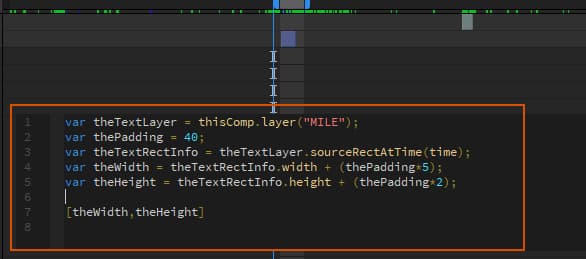 1 var theTextLayer = thisComp.layer("MILE");
2 var thePadding = 40;
3 var theTextRectInfo = theTextLayer.sourceRectAtTime(time);
4 var theWidth = theTextRectInfo.width + (thePadding*5);
5 var theHeight = theTextRectInfo.height + (thePadding*2);
6
7 [theWidth,theHeight]
8